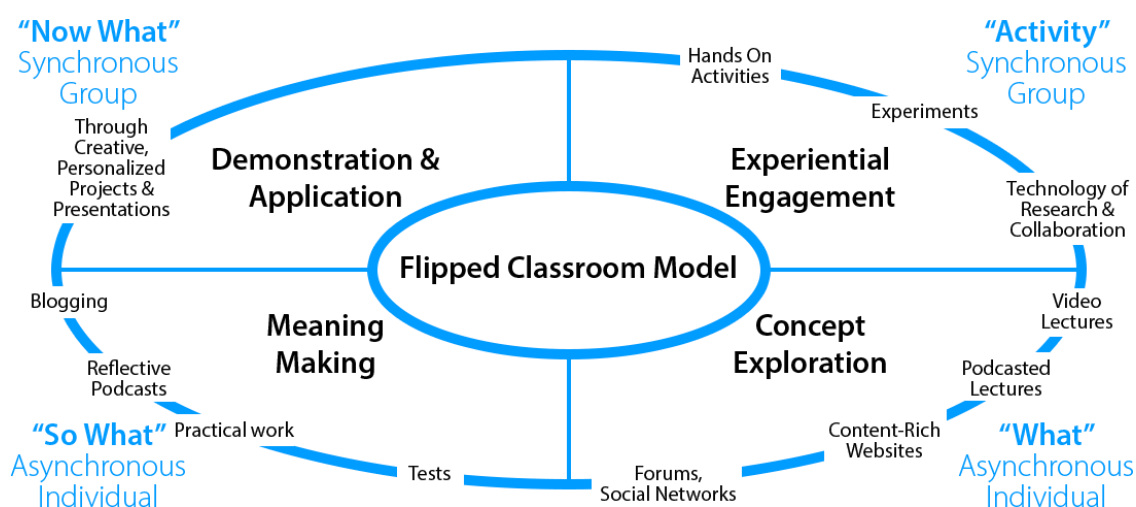 “Now What”
Synchronous
Group
Through
Creative,
Personalized
Projects &
Presentations
Demonstration &
Application
“Activity”
Synchronous
Group
Hands On
Activities
Experiments
Technology of
Research &
Collaboration
Experiential
Engagement
Flipped Classroom Model
Blogging
Reflective
Podcasts
Practical work
Tests
Meaning
Making
“So What”
Asynchronous
Individual
Concept
Exploration
Video
Lectures
Podcasted
Lectures
Content-Rich
Websites
Forums,
Social Networks
“What”
Asynchronous
Individual